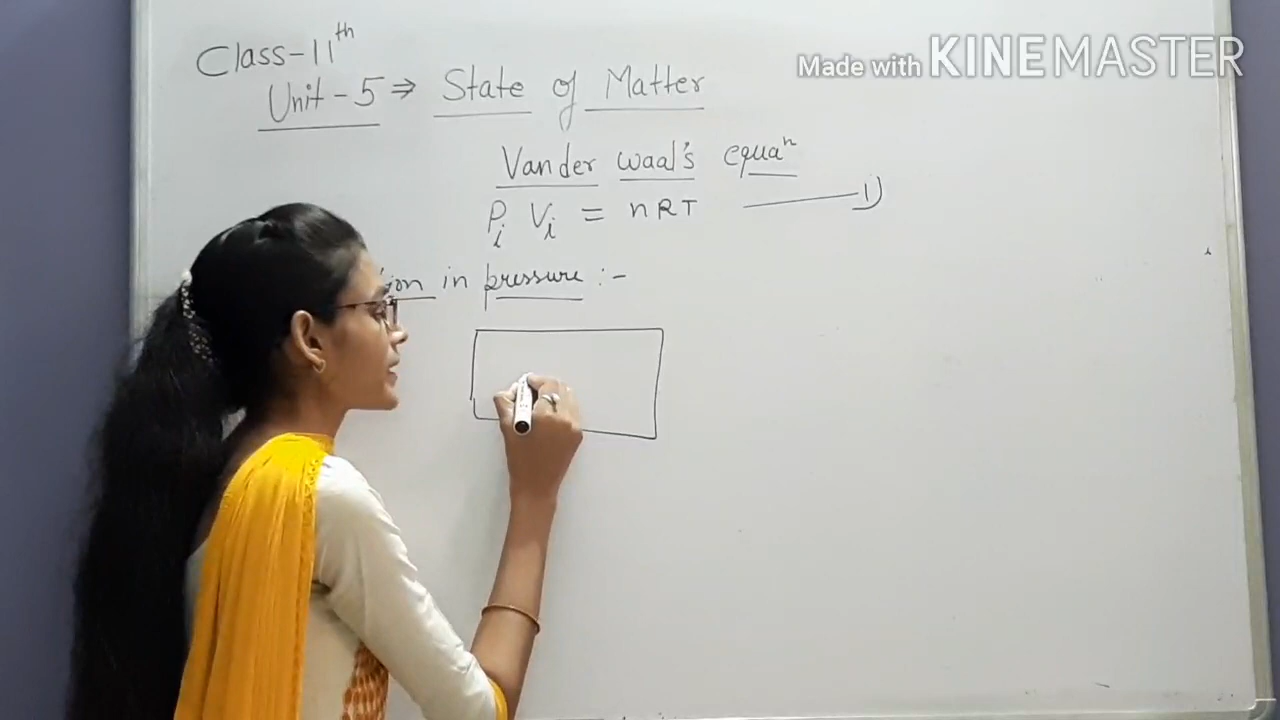 Class-11th
Made with KINEMASTER
Unit-5 ⇒ State of Matter
Vander waal's equaⁿ
Pᵢ Vᵢ = nRT —— 1)
in pressure :-